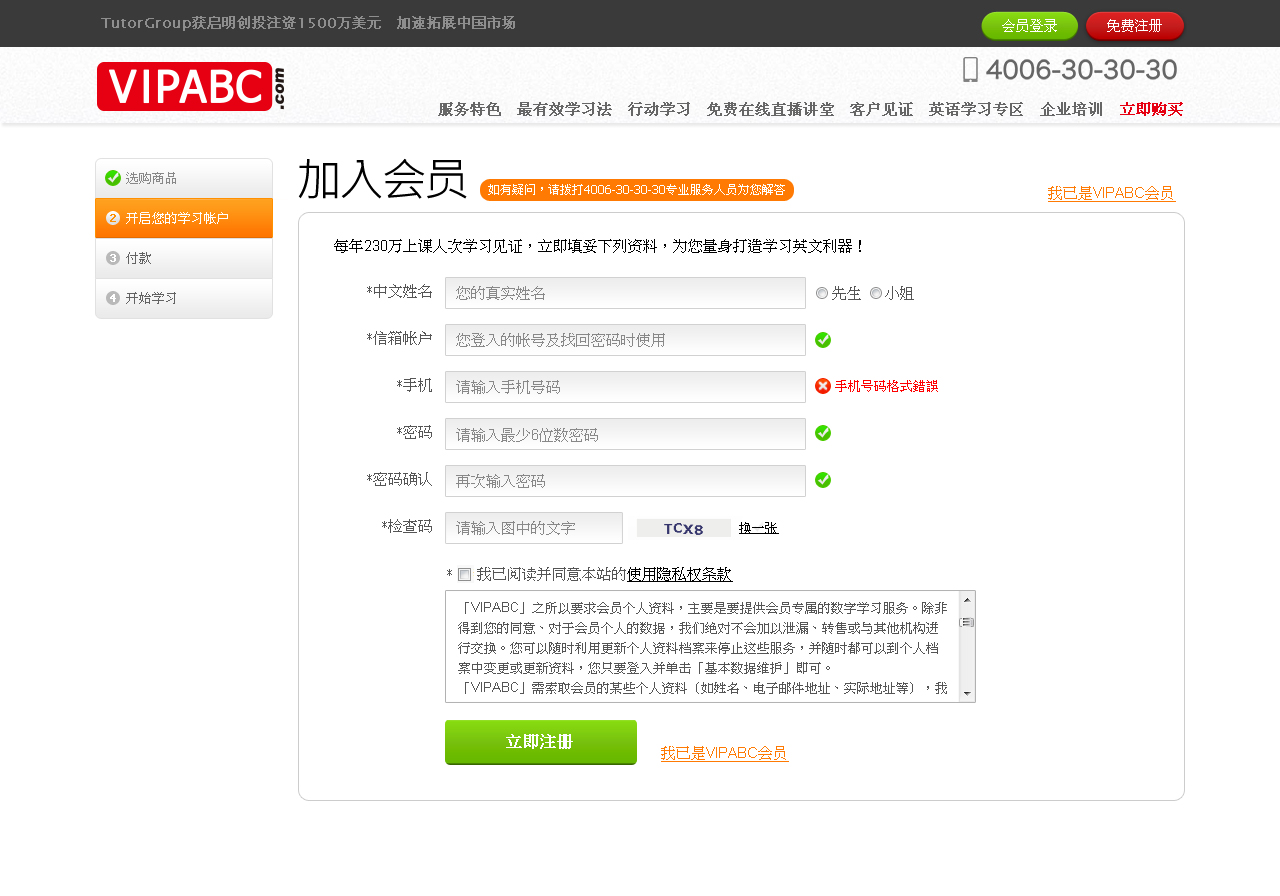 TutorGroup获启明创投注资1500万美元 加速拓展中国市场
会员登录
免费注册
VIPABC.com
4006-30-30-30
服务特色 最有效学习法 行动学习 免费在线直播讲堂 客户见证 英语学习专区 企业培训 立即购买
选购商品
2 开启您的学习帐户
3 付款
4 开始学习
加入会员
如有疑问，请拨打4006-30-30-30专业服务人员为您解答
我已是VIPABC会员
每年230万上课人次学习见证，立即填妥下列资料，为您量身打造学习英文利器！
*中文姓名 您的真实姓名 先生 小姐
*信箱帐户 您登入的帐号及找回密码时使用
*手机 请输入手机号码 手机号码格式錯誤
*密码 请输入最少6位数密码
*密码确认 再次输入密码
*检查码 请输入图中的文字 TCX8 换一张
* 我已阅读并同意本站的使用隐私权条款
「VIPABC」之所以要求会员个人资料，主要是要提供会员专属的数字学习服务。除非
得到您的同意、对于会员个人的数据，我们绝对不会加以泄漏、转售或与其他机构进
行交换。您可以随时利用更新个人资料档案来停止这些服务，并随时都可以到个人档
案中变更或更新资料，您只要登入并单击「基本数据维护」即可。
「VIPABC」需索取会员的某些个人资料（如姓名、电子邮件地址、实际地址等），我
立即注册
我已是VIPABC会员